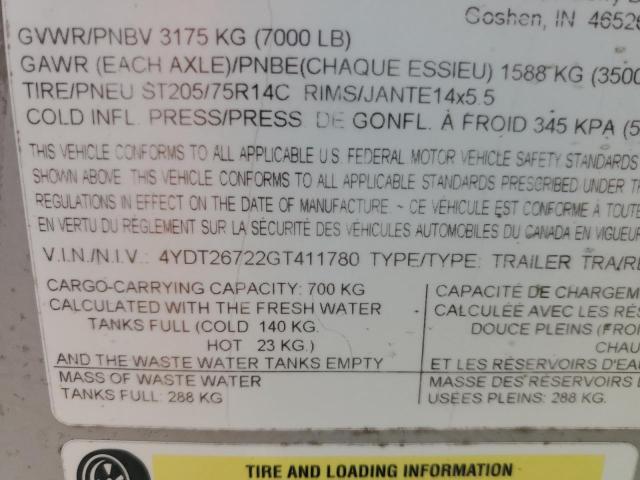 Goshen, IN 46526
GVWR/PNBV 3175 KG (7000 LB)
GAWR (EACH AXLE)/PNBE(CHAQUE ESSIEU) 1588 KG (3500
TIRE/PNEU ST205/75R14C RIMS/JANTE14x5.5
COLD INFL. PRESS/PRESS. DE GONFL. À FROID 345 KPA (5
THIS VEHICLE CONFORMS TO ALL APPLICABLE U.S. FEDERAL MOTOR VEHICLE SAFETY STANDARDS
SHOWN ABOVE. THIS VEHICLE CONFORMS TO ALL APPLICABLE STANDARDS PRESCRIBED UNDER T
REGULATIONS IN EFFECT ON THE DATE OF MANUFACTURE ~ CE VÉHICULE EST CONFORME À TOUTE
EN VERTU DU RÉGLEMENT SUR LA SÉCURITÉ DES VÉHICULES AUTOMOBILES DU CANADA EN VIGUEUR
V.I.N./N.I.V.: 4YDT26722GT411780 TYPE/TYPE: TRAILER TRA/RE
CARGO-CARRYING CAPACITY: 700 KG
CALCULATED WITH THE FRESH WATER
TANKS FULL (COLD 140 KG.
HOT 23 KG.)
AND THE WASTE WATER TANKS EMPTY
MASS OF WASTE WATER
TANKS FULL: 288 KG
CAPACITÉ DE CHARGEM
CALCULÉE AVEC LES RÉS
DOUCE PLEINS (FRO
CHAU
ET LES RÉSERVOIRS D'EAU
MASSE DES RÉSERVOIRS D
USÉES PLEINS: 288 KG.
TIRE AND LOADING INFORMATION